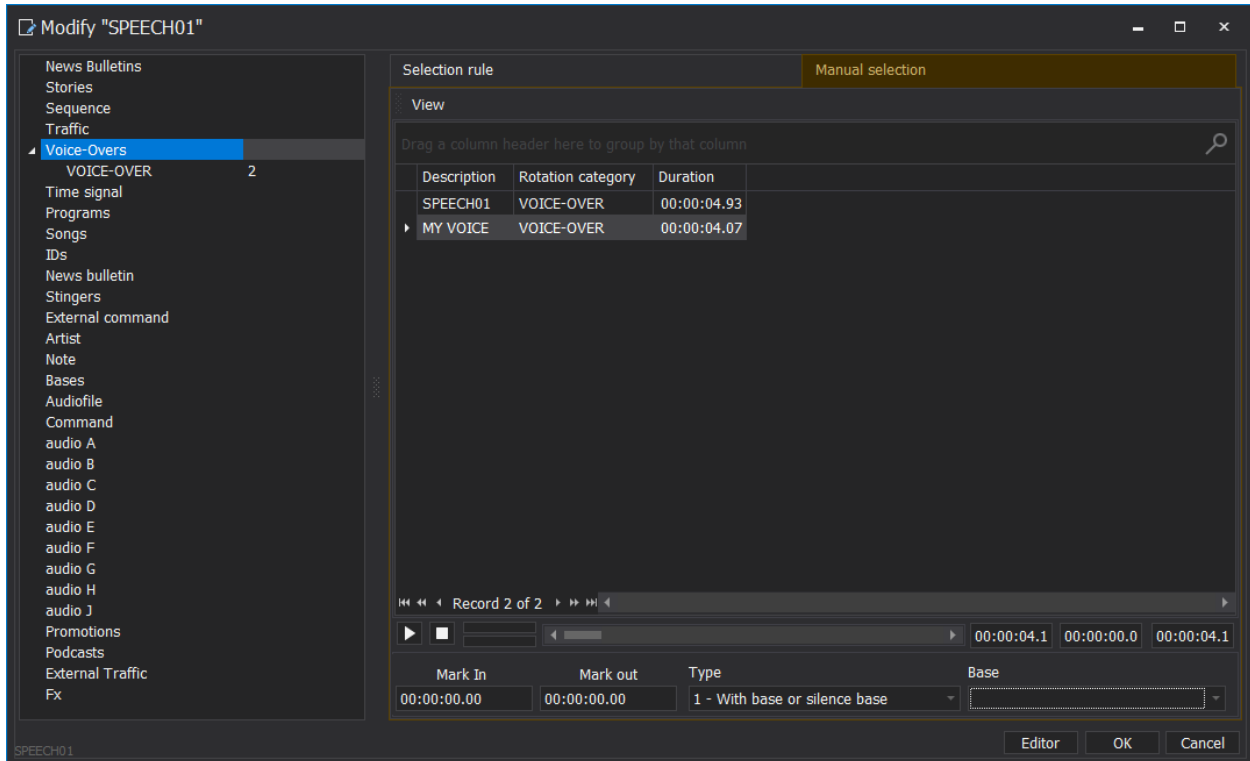 Modify "SPEECH01"
News Bulletins
Stories
Sequence
Traffic
Voice-Overs
VOICE-OVER 2
Time signal
Programs
Songs
IDs
News bulletin
Stingers
External command
Artist
Note
Bases
Audiofile
Command
audio A
audio B
audio C
audio D
audio E
audio F
audio G
audio H
audio J
Promotions
Podcasts
External Traffic
Fx
Selection rule Manual selection
View
Drag a column header here to group by that column
Description Rotation category Duration
SPEECH01 VOICE-OVER 00:00:04.93
MY VOICE VOICE-OVER 00:00:04.07
Record 2 of 2
00:00:04.1 00:00:00.0 00:00:04.1
Mark In Mark out Type Base
00:00:00.00 00:00:00.00 1 - With base or silence base
SPEECH01
Editor OK Cancel